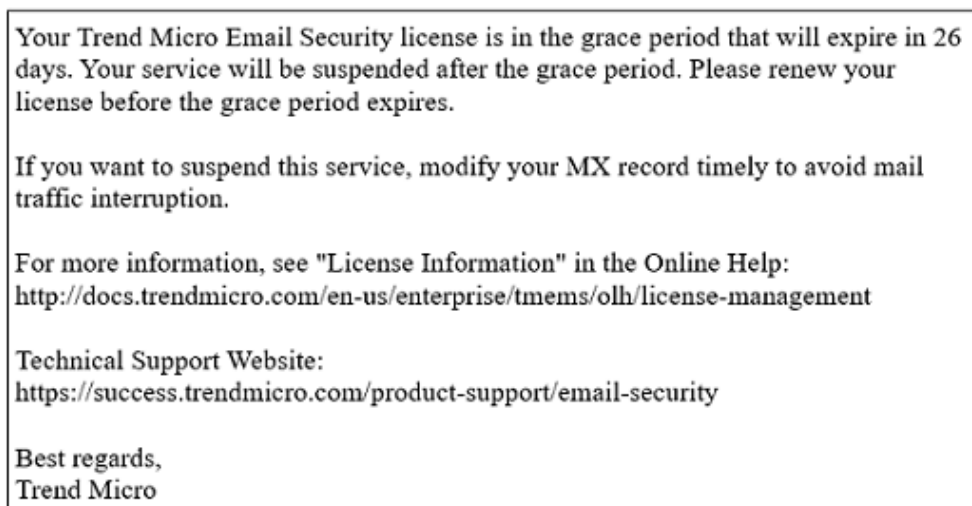 Your Trend Micro Email Security license is in the grace period that will expire in 26
days. Your service will be suspended after the grace period. Please renew your
license before the grace period expires.
If you want to suspend this service, modify your MX record timely to avoid mail
traffic interruption.
For more information, see "License Information" in the Online Help:
http://docs.trendmicro.com/en-us/enterprise/tmems/olh/license-management
Technical Support Website:
https://success.trendmicro.com/product-support/email-security
Best regards,
Trend Micro